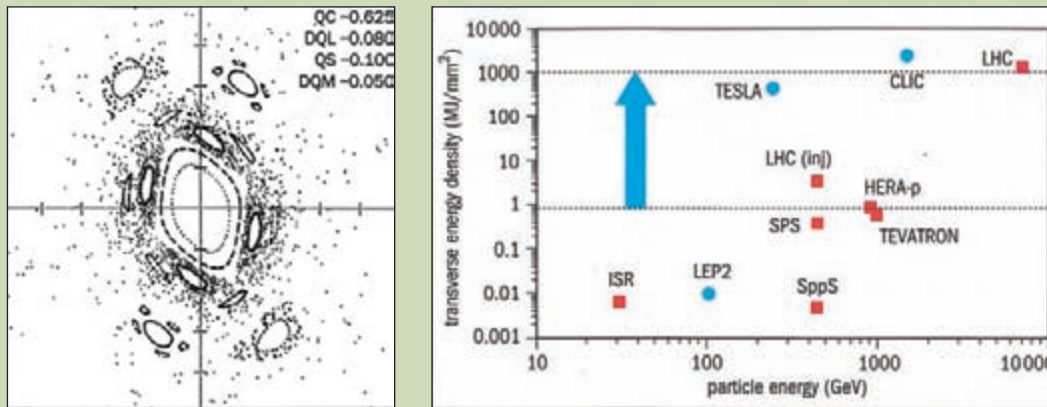 QC -0.625
DQL -0.080
QS -0.100
DQM -0.050
transverse energy density (MJ/mm²)
10 000
1000
100
10
1
0.1
0.01
0.001
TESLA
CLIC
LHC
LHC (inj)
HERA-p
SPS
TEVATRON
ISR
LEP2
SppS
10
100
1000
10000
particle energy (GeV)